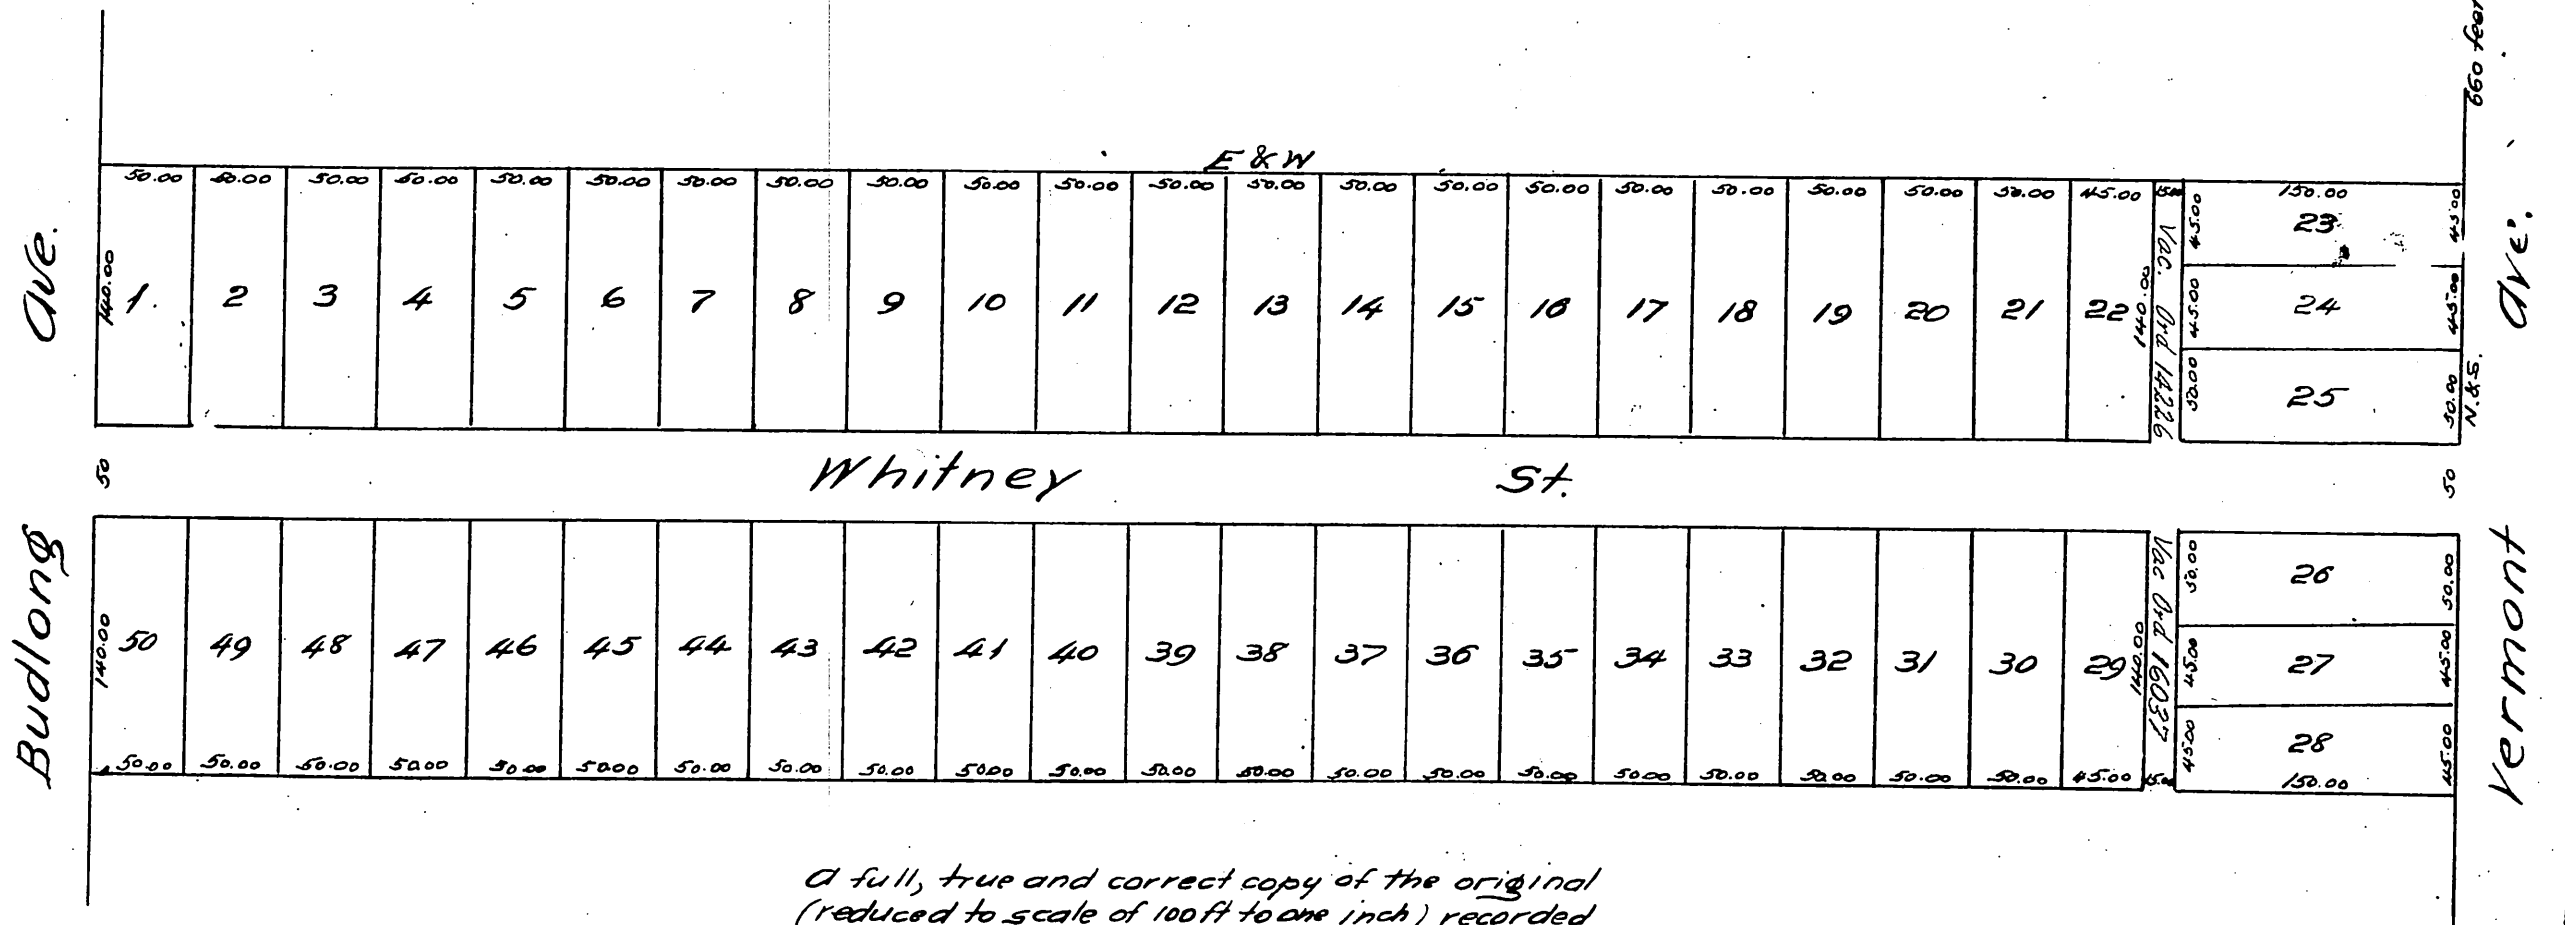 660 feet
E & W
50.00 50.00 50.00 50.00 50.00 50.00 50.00 50.00 50.00 50.00 50.00 50.00 50.00 50.00 50.00 50.00 50.00 50.00 50.00 50.00 50.00 45.00 15.00 150.00
140.00 1. 2 3 4 5 6 7 8 9 10 11 12 13 14 15 16 17 18 19 20 21 22 140.00
Vac. Ord 14226
45.00 23 45.00
45.00 24 45.00
50.00 25 50.00
N. & S.
50 Whitney St. 50
Budlong Ave.
Vermont Ave.
140.00 50 49 48 47 46 45 44 43 42 41 40 39 38 37 36 35 34 33 32 31 30 29 140.00
Vac Ord 16037
50.00 26 50.00
45.00 27 45.00
45.00 28 45.00
50.00 50.00 50.00 50.00 50.00 50.00 50.00 50.00 50.00 50.00 50.00 50.00 50.00 50.00 50.00 50.00 50.00 50.00 50.00 50.00 50.00 45.00 15.00 150.00
A full, true and correct copy of the original
(reduced to scale of 100 ft to one inch) recorded